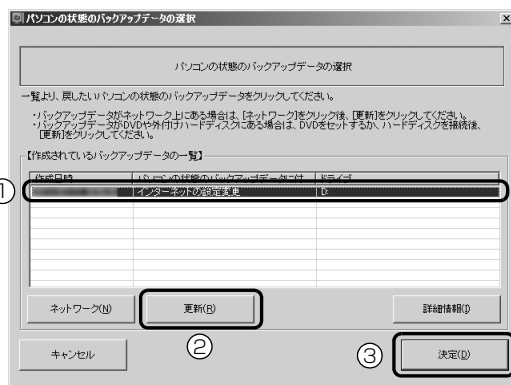 パソコンの状態のバックアップデータの選択
パソコンの状態のバックアップデータの選択
一覧より、戻したいパソコンの状態のバックアップデータをクリックしてください。
・バックアップデータがネットワーク上にある場合は、[ネットワーク]をクリック後、[更新]をクリックしてください。
・バックアップデータがDVDや外付けハードディスクにある場合は、DVDをセットするか、ハードディスクを接続後、
[更新]をクリックしてください。
【作成されているバックアップデータの一覧】
作成日時 パソコンの状態のバックアップデータに付 ドライブ
① インターネットの設定変更 D:
ネットワーク(N) 更新(R) 詳細情報(I)
キャンセル ② ③ 決定(D)